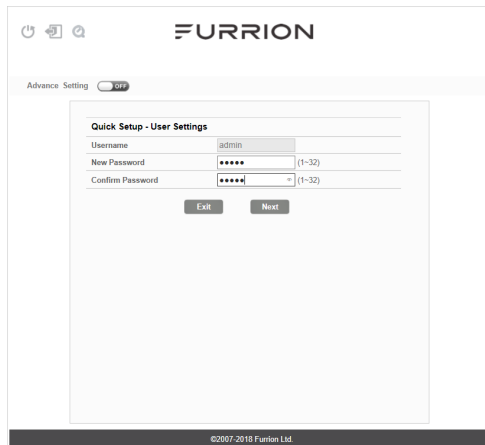 FURRION
Advance Setting OFF
Quick Setup - User Settings
Username admin
New Password ••••• (1~32)
Confirm Password ••••• (1~32)
Exit Next
©2007-2018 Furrion Ltd.